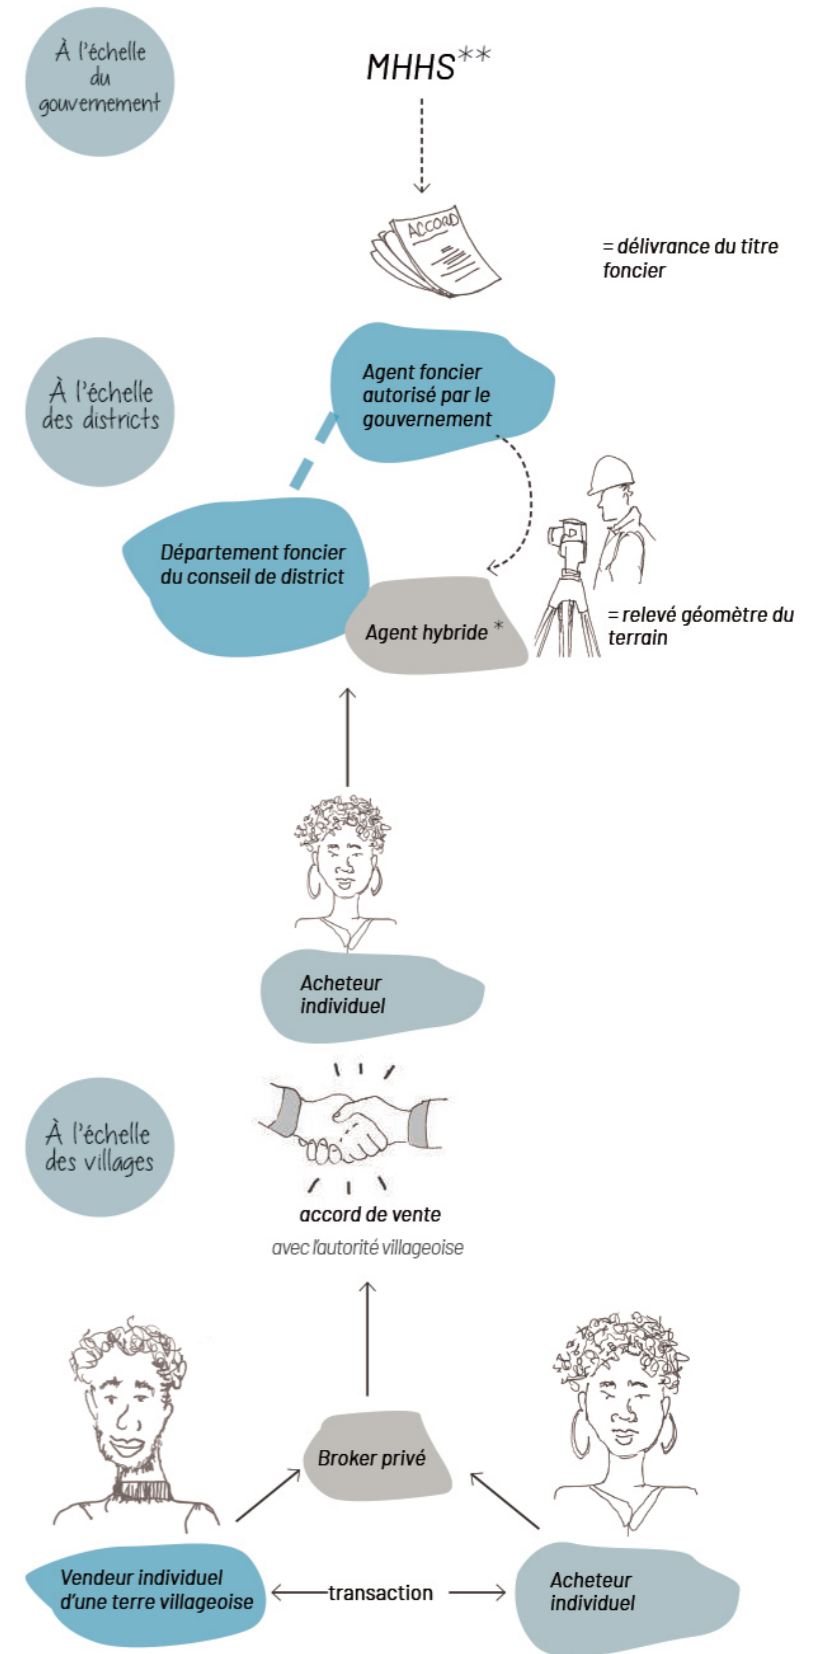 À l'échelle
du
gouvernement
MHHS**
ACCORD
= délivrance du titre
foncier
À l'échelle
des districts
Agent foncier
autorisé par le
gouvernement
Département foncier
du conseil de district
Agent hybride *
= relevé géomètre du
terrain
Acheteur
individuel
À l'échelle
des villages
accord de vente
avec l'autorité villageoise
Broker privé
Vendeur individuel
d'une terre villageoise
transaction
Acheteur
individuel